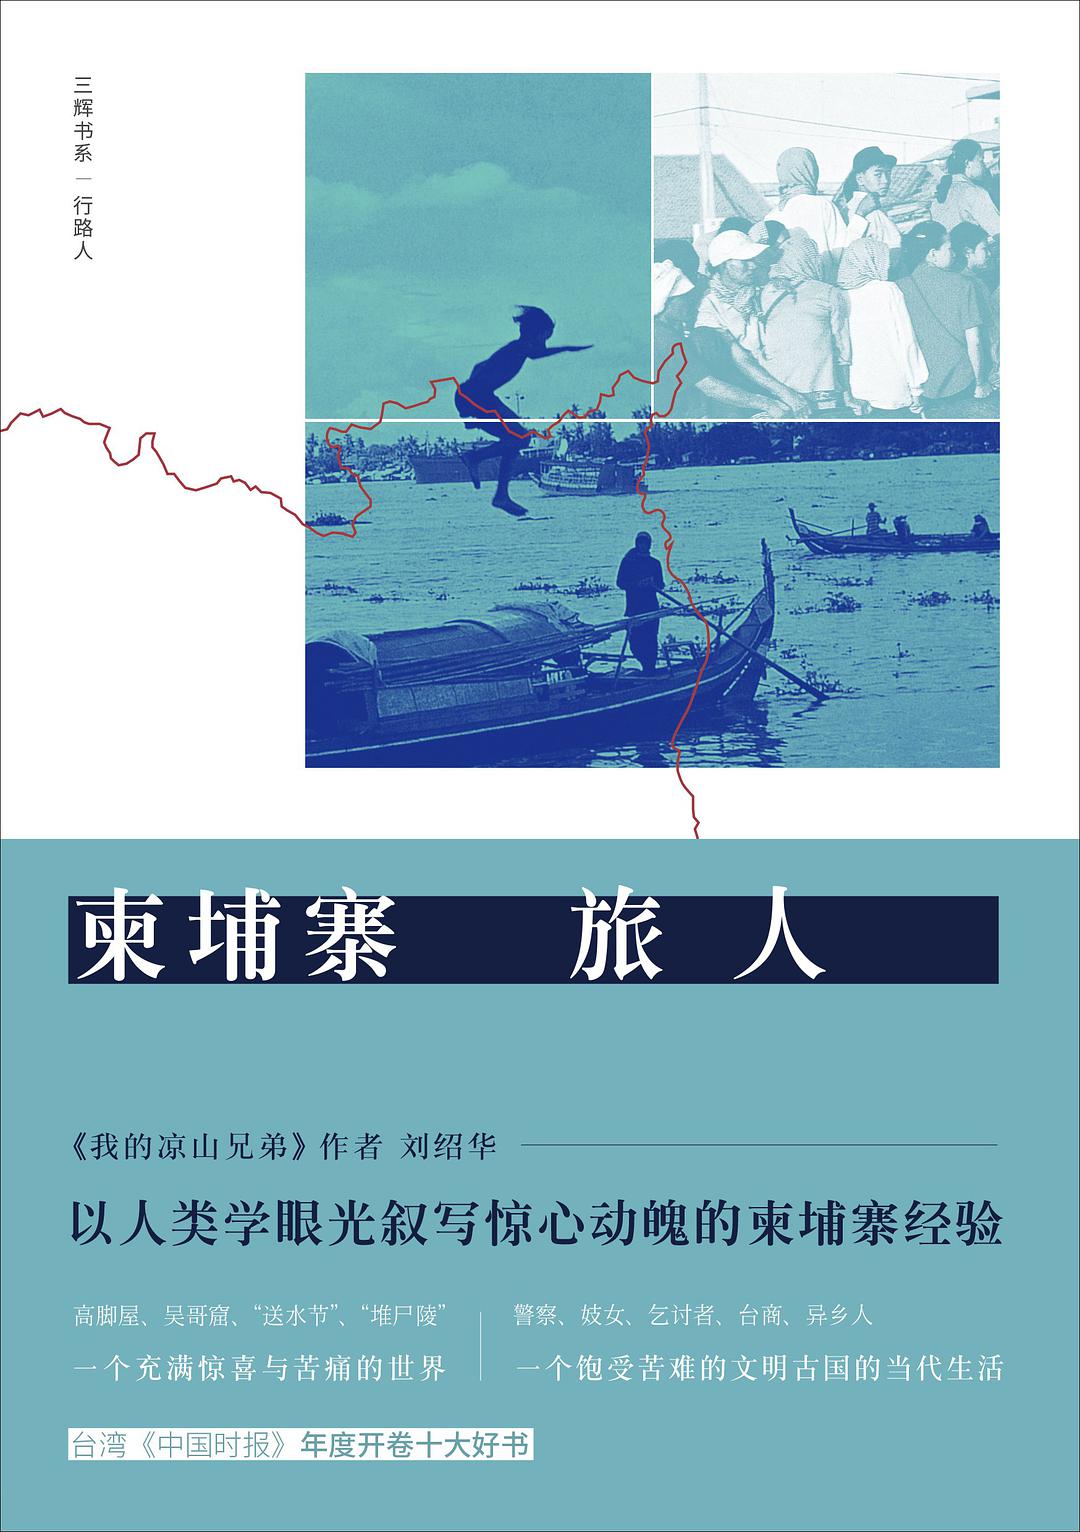 三辉书系 — 行路人
柬埔寨 旅人
《我的凉山兄弟》作者 刘绍华
以人类学眼光叙写惊心动魄的柬埔寨经验
高脚屋、吴哥窟、“送水节”、“堆尸陵”
一个充满惊喜与苦痛的世界
警察、妓女、乞讨者、台商、异乡人
一个饱受苦难的文明古国的当代生活
台湾《中国时报》年度开卷十大好书